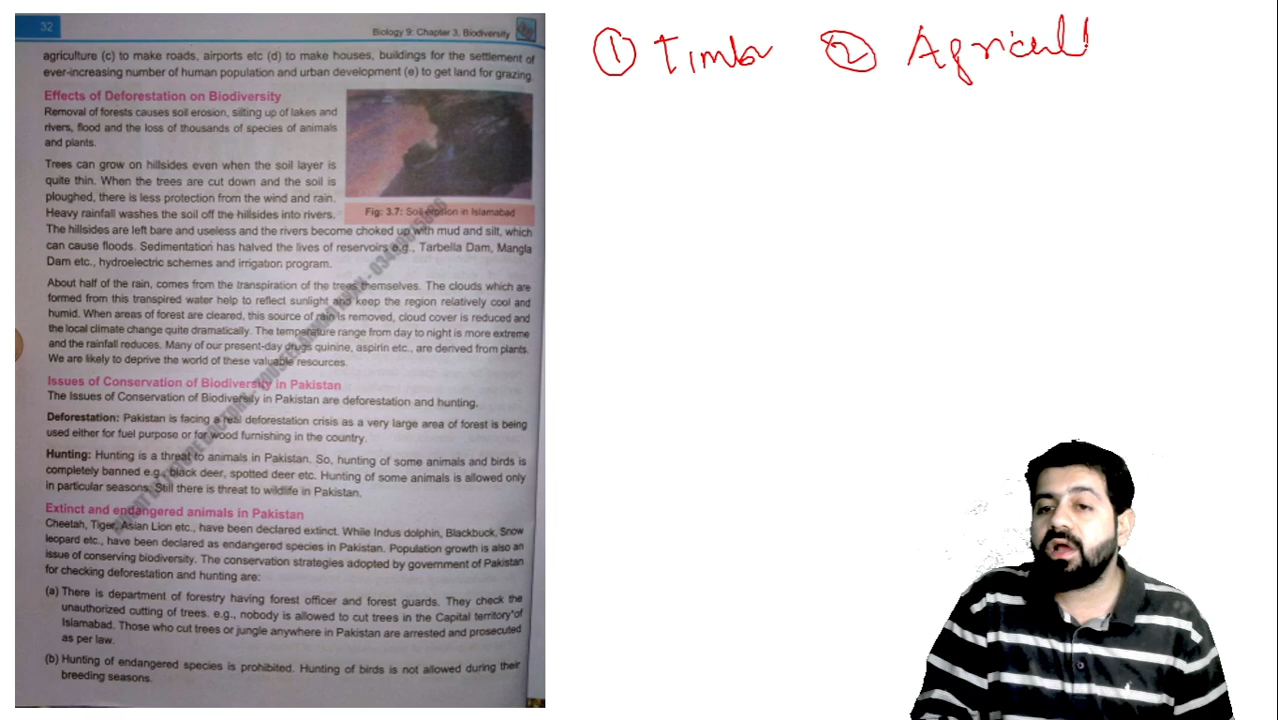 32
Biology 9: Chapter 3, Biodiversity
agriculture (c) to make roads, airports etc (d) to make houses, buildings for the settlement of
ever-increasing number of human population and urban development (e) to get land for grazing.
Effects of Deforestation on Biodiversity
Removal of forests causes soil erosion, silting up of lakes and
rivers, flood and the loss of thousands of species of animals
and plants.
Trees can grow on hillsides even when the soil layer is
quite thin. When the trees are cut down and the soil is
ploughed, there is less protection from the wind and rain.
Heavy rainfall washes the soil off the hillsides into rivers.
Fig: 3.7: Soil erosion in Islamabad
The hillsides are left bare and useless and the rivers become choked up with mud and silt, which
can cause floods. Sedimentation has halved the lives of reservoirs e.g., Tarbella Dam, Mangla
Dam etc., hydroelectric schemes and irrigation program.
About half of the rain, comes from the transpiration of the trees themselves. The clouds which are
formed from this transpired water help to reflect sunlight and keep the region relatively cool and
humid. When areas of forest are cleared, this source of rain is removed, cloud cover is reduced and
the local climate change quite dramatically. The temperature range from day to night is more extreme
and the rainfall reduces. Many of our present-day drugs quinine, aspirin etc., are derived from plants.
We are likely to deprive the world of these valuable resources.
Issues of Conservation of Biodiversity in Pakistan
The Issues of Conservation of Biodiversity in Pakistan are deforestation and hunting.
Deforestation: Pakistan is facing a real deforestation crisis as a very large area of forest is being
used either for fuel purpose or for wood furnishing in the country.
Hunting: Hunting is a threat to animals in Pakistan. So, hunting of some animals and birds is
completely banned e.g., black deer, spotted deer etc. Hunting of some animals is allowed only
in particular seasons. Still there is threat to wildlife in Pakistan.
Extinct and endangered animals in Pakistan
Cheetah, Tiger, Asian Lion etc., have been declared extinct. While Indus dolphin, Blackbuck, Snow
leopard etc., have been declared as endangered species in Pakistan. Population growth is also an
issue of conserving biodiversity. The conservation strategies adopted by government of Pakistan
for checking deforestation and hunting are:
(a) There is department of forestry having forest officer and forest guards. They check the
unauthorized cutting of trees. e.g., nobody is allowed to cut trees in the Capital territory of
Islamabad. Those who cut trees or jungle anywhere in Pakistan are arrested and prosecuted
as per law.
(b) Hunting of endangered species is prohibited. Hunting of birds is not allowed during their
breeding seasons.
① Timbr ② Agricult